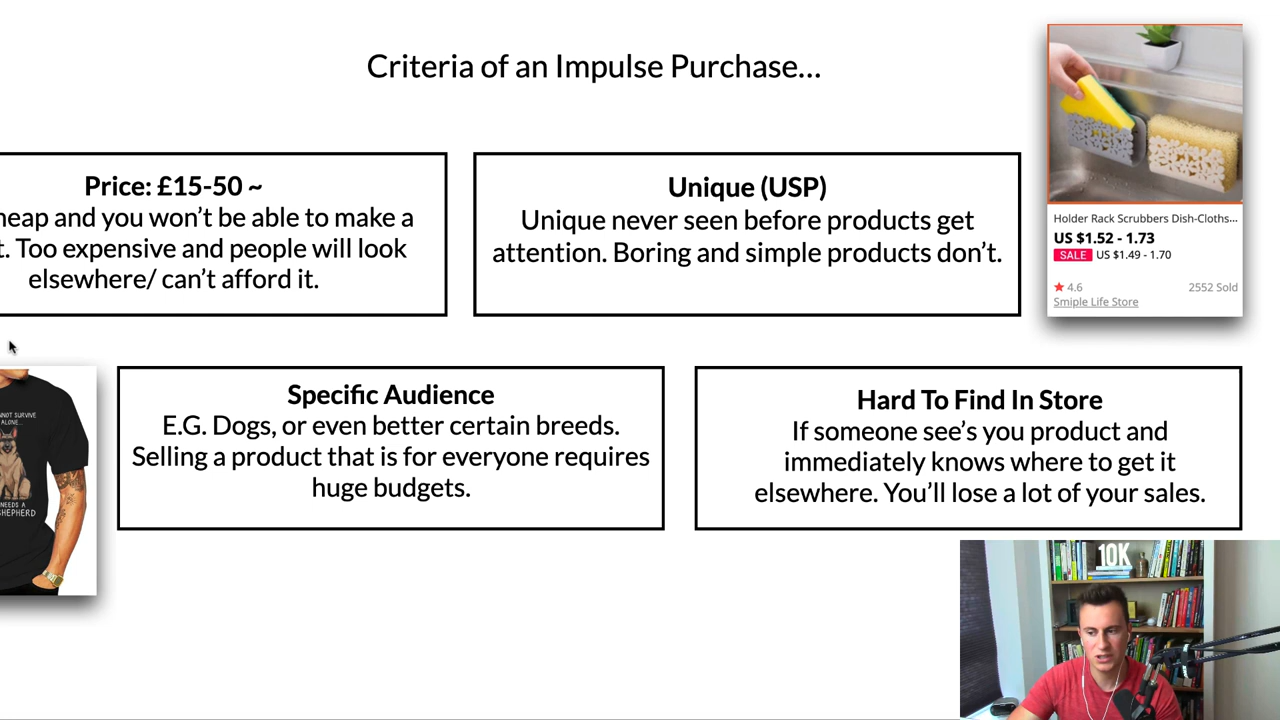 Criteria of an Impulse Purchase...
Price: £15-50 ~
and you won't be able to make a
Too expensive and people will look
elsewhere/ can't afford it.
Unique (USP)
Unique never seen before products get
attention. Boring and simple products don't.
Holder Rack Scrubbers Dish-Cloths...
US $1.52 - 1.73
SALE US $1.49 - 1.70
4.6 2552 Sold
Smiple Life Store
SURVIVE
ALONE...
NEEDS A
SHEPHERD
Specific Audience
E.G. Dogs, or even better certain breeds.
Selling a product that is for everyone requires
huge budgets.
Hard To Find In Store
If someone see's you product and
immediately knows where to get it
elsewhere. You'll lose a lot of your sales.
10K